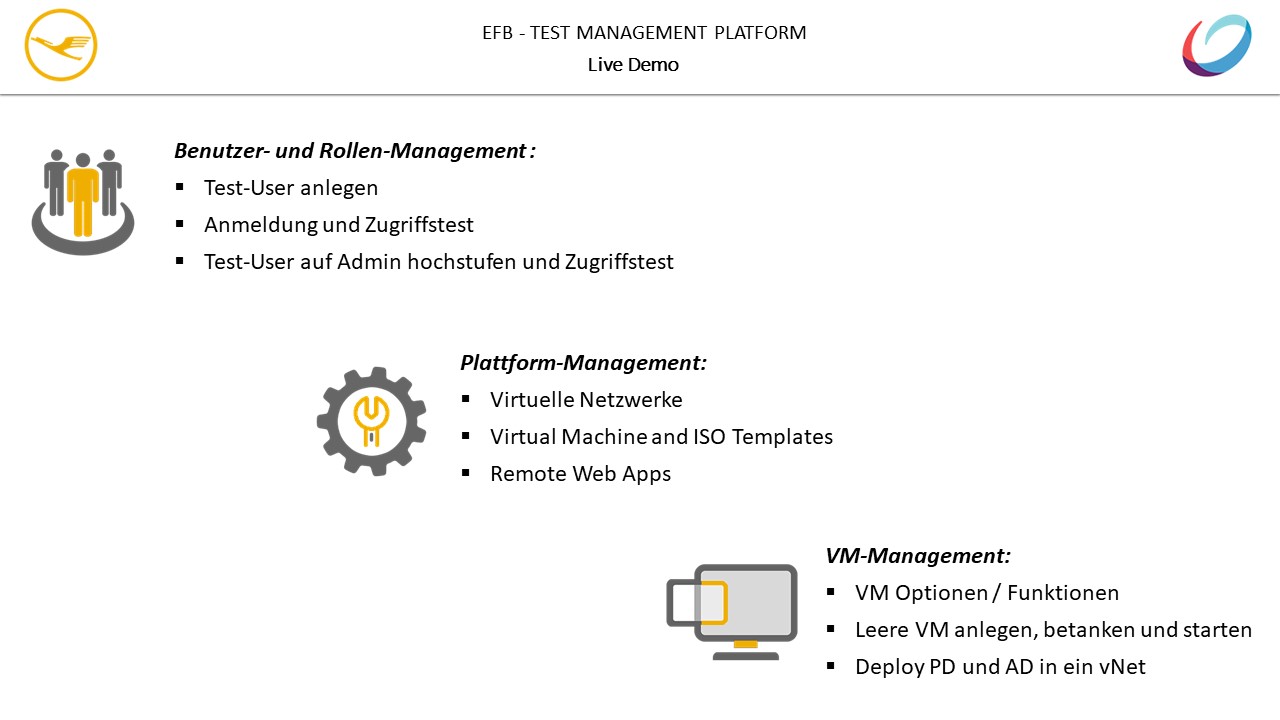 EFB - TEST MANAGEMENT PLATFORM
Live Demo
Benutzer- und Rollen-Management:
▪ Test-User anlegen
▪ Anmeldung und Zugriffstest
▪ Test-User auf Admin hochstufen und Zugriffstest
Plattform-Management:
▪ Virtuelle Netzwerke
▪ Virtual Machine and ISO Templates
▪ Remote Web Apps
VM-Management:
▪ VM Optionen / Funktionen
▪ Leere VM anlegen, betanken und starten
▪ Deploy PD und AD in ein vNet